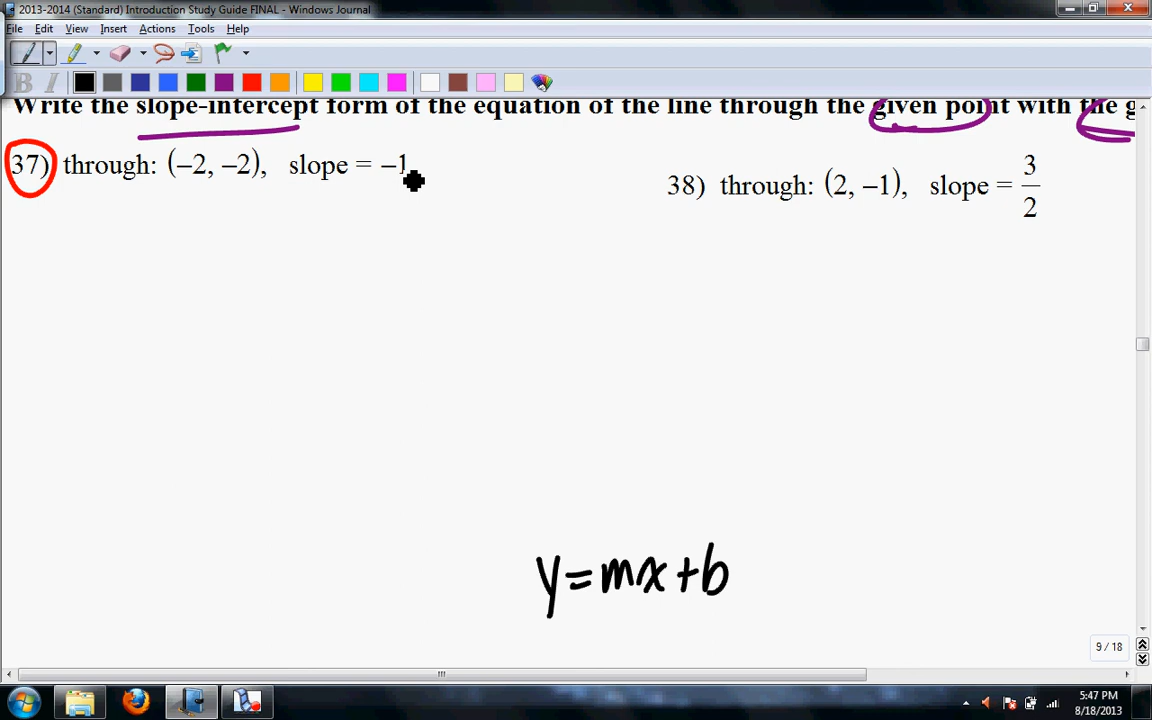 2013-2014 (Standard) Introduction Study Guide FINAL - Windows Journal
File Edit View Insert Actions Tools Help
B I
Write the slope-intercept form of the equation of the line through the given point with the g
37) through: (–2, –2), slope = –1
38) through: (2, –1), slope = 3/2
y=mx+b
9 / 18
5:47 PM
8/18/2013